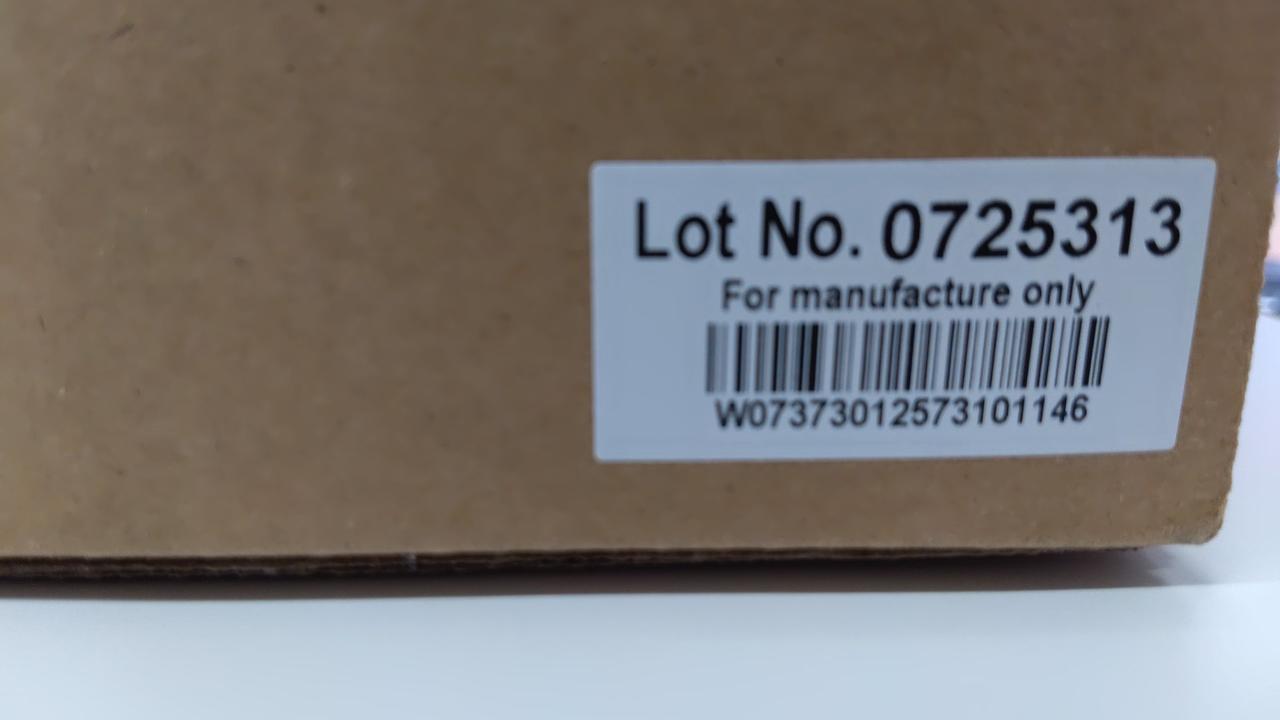 Lot No. 0725313
For manufacture only
W07373012573101146